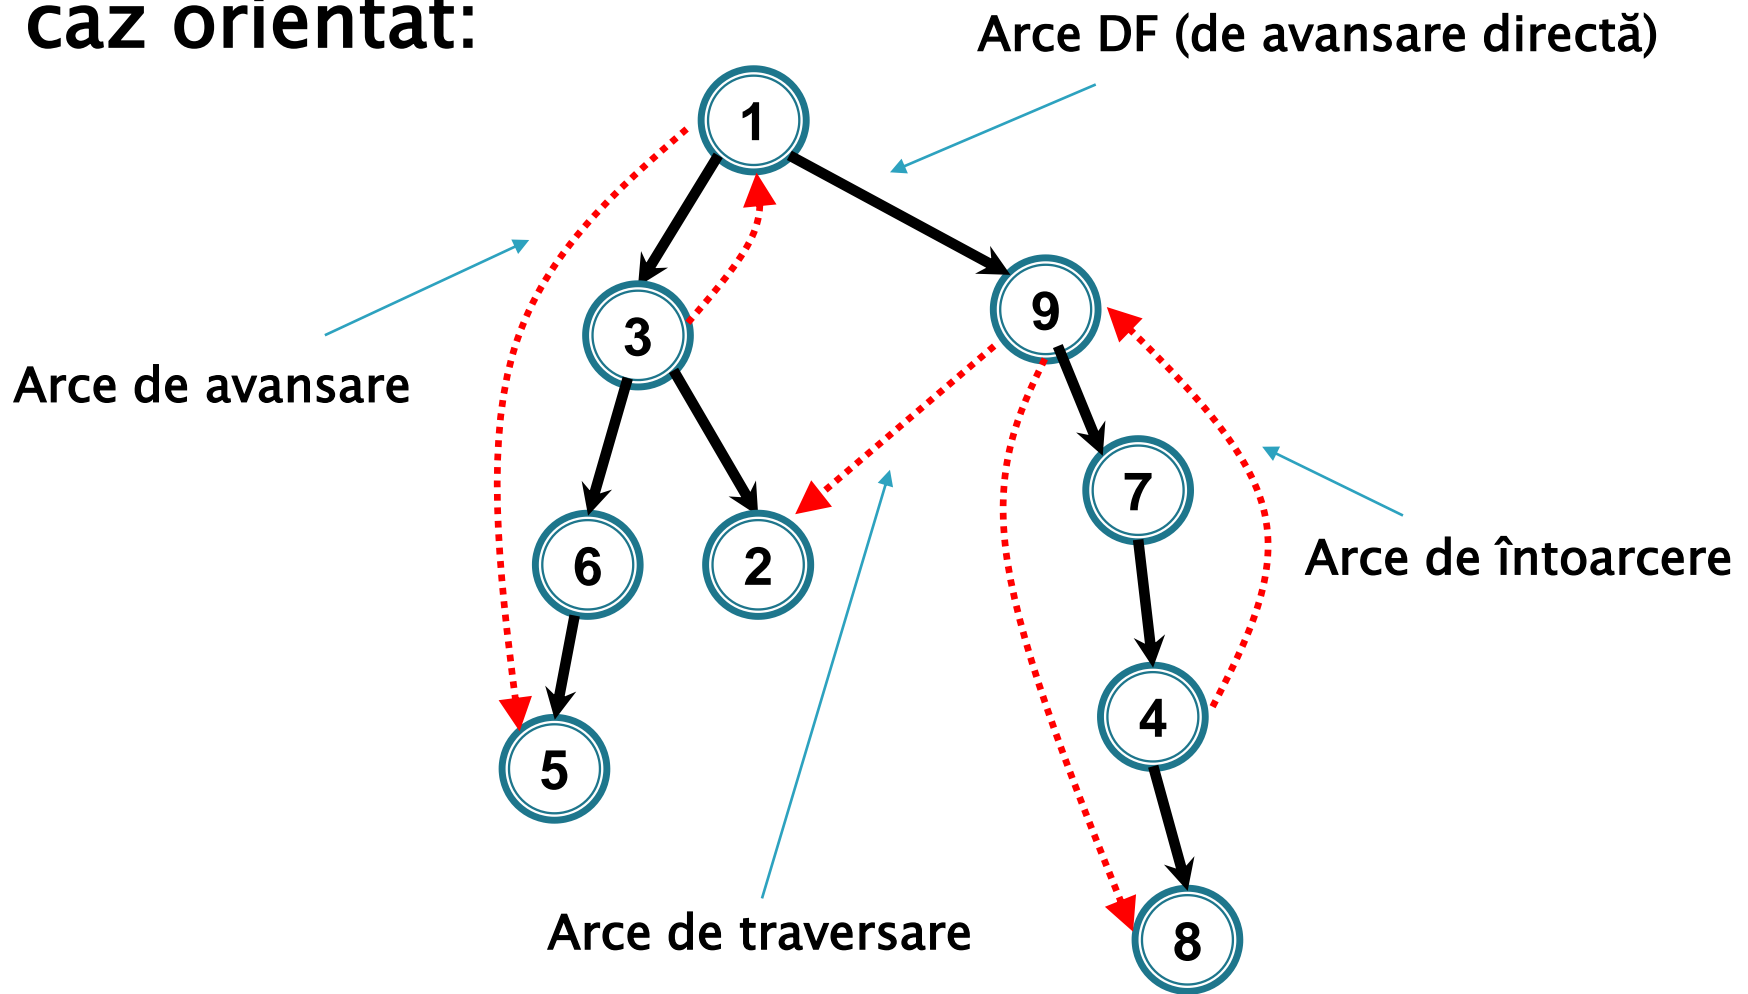 caz orientat:
Arce DF (de avansare directă)
1
3
9
Arce de avansare
7
6
2
Arce de întoarcere
4
5
Arce de traversare
8